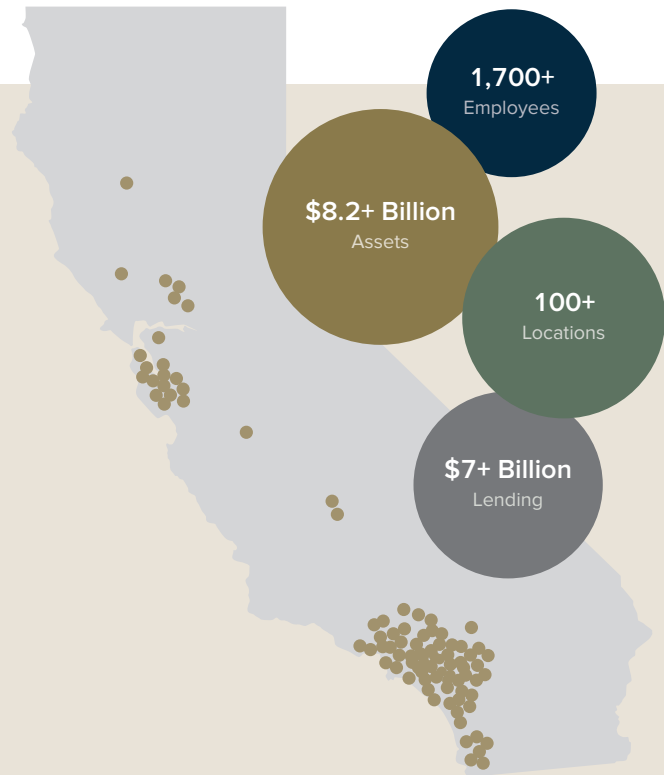 1,700+
Employees
$8.2+ Billion
Assets
100+
Locations
$7+ Billion
Lending